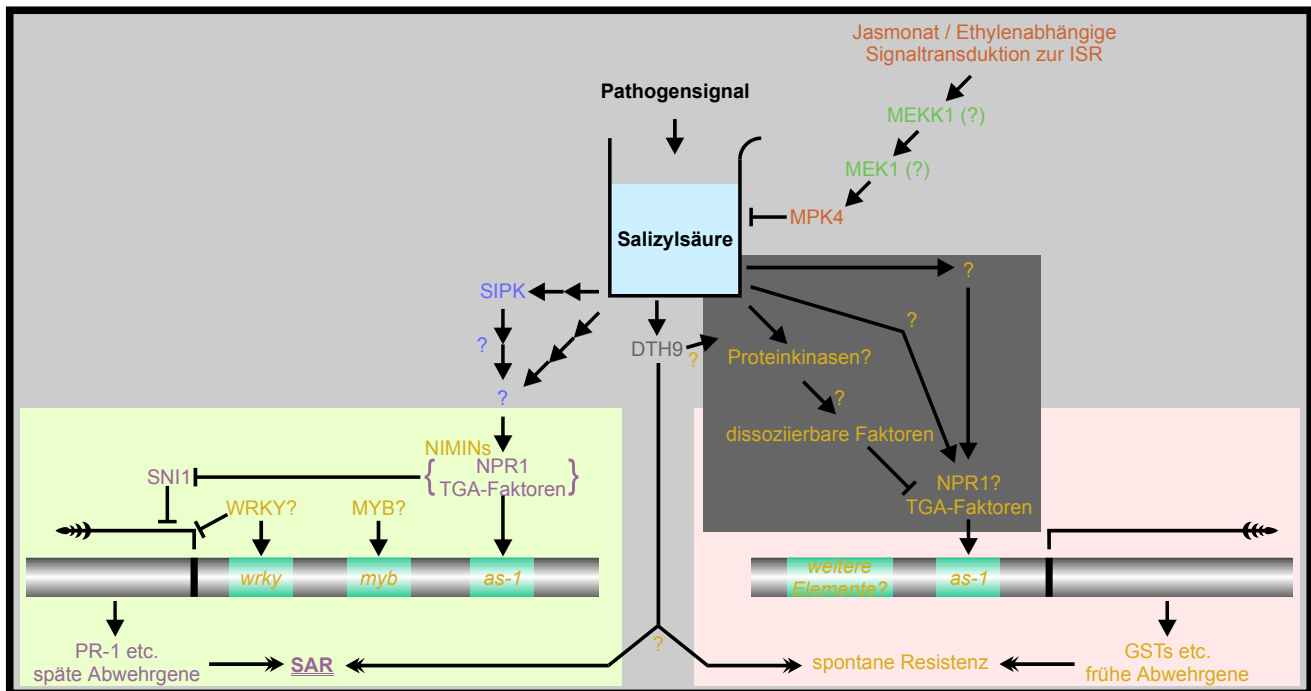 Jasmonat / Ethylenabhängige
Signaltransduktion zur ISR
Pathogensignal
MEKK1 (?)
MEK1 (?)
MPK4
Salizylsäure
?
SIPK
?
?
DTH9
?
Proteinkinasen?
?
?
dissoziierbare Faktoren
NIMINs
SNI1
{ NPR1 }
TGA-Faktoren
NPR1?
TGA-Faktoren
WRKY?
MYB?
wrky
myb
as-1
weitere
Elemente?
as-1
PR-1 etc.
späte Abwehrgene
SAR
?
spontane Resistenz
GSTs etc.
frühe Abwehrgene